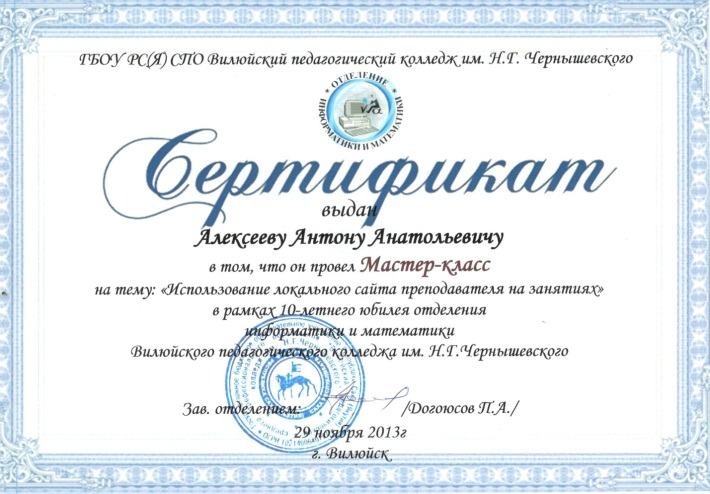 ГБОУ РС(Я) СПО Вилюйский педагогический колледж им. Н.Г. Чернышевского
ОТДЕЛЕНИЕ
ИНФОРМАТИКИ И МАТЕМАТИКИ
Сертификат
выдан
Алексееву Антону Анатольевичу
в том, что он провел Мастер-класс
на тему: «Использование локального сайта преподавателя на занятиях»
в рамках 10-летнего юбилея отделения
информатики и математики
Вилюйского педагогического колледжа им. Н.Г.Чернышевского
Зав. отделением: /Догоюсов П.А./
29 ноября 2013г
г. Вилюйск